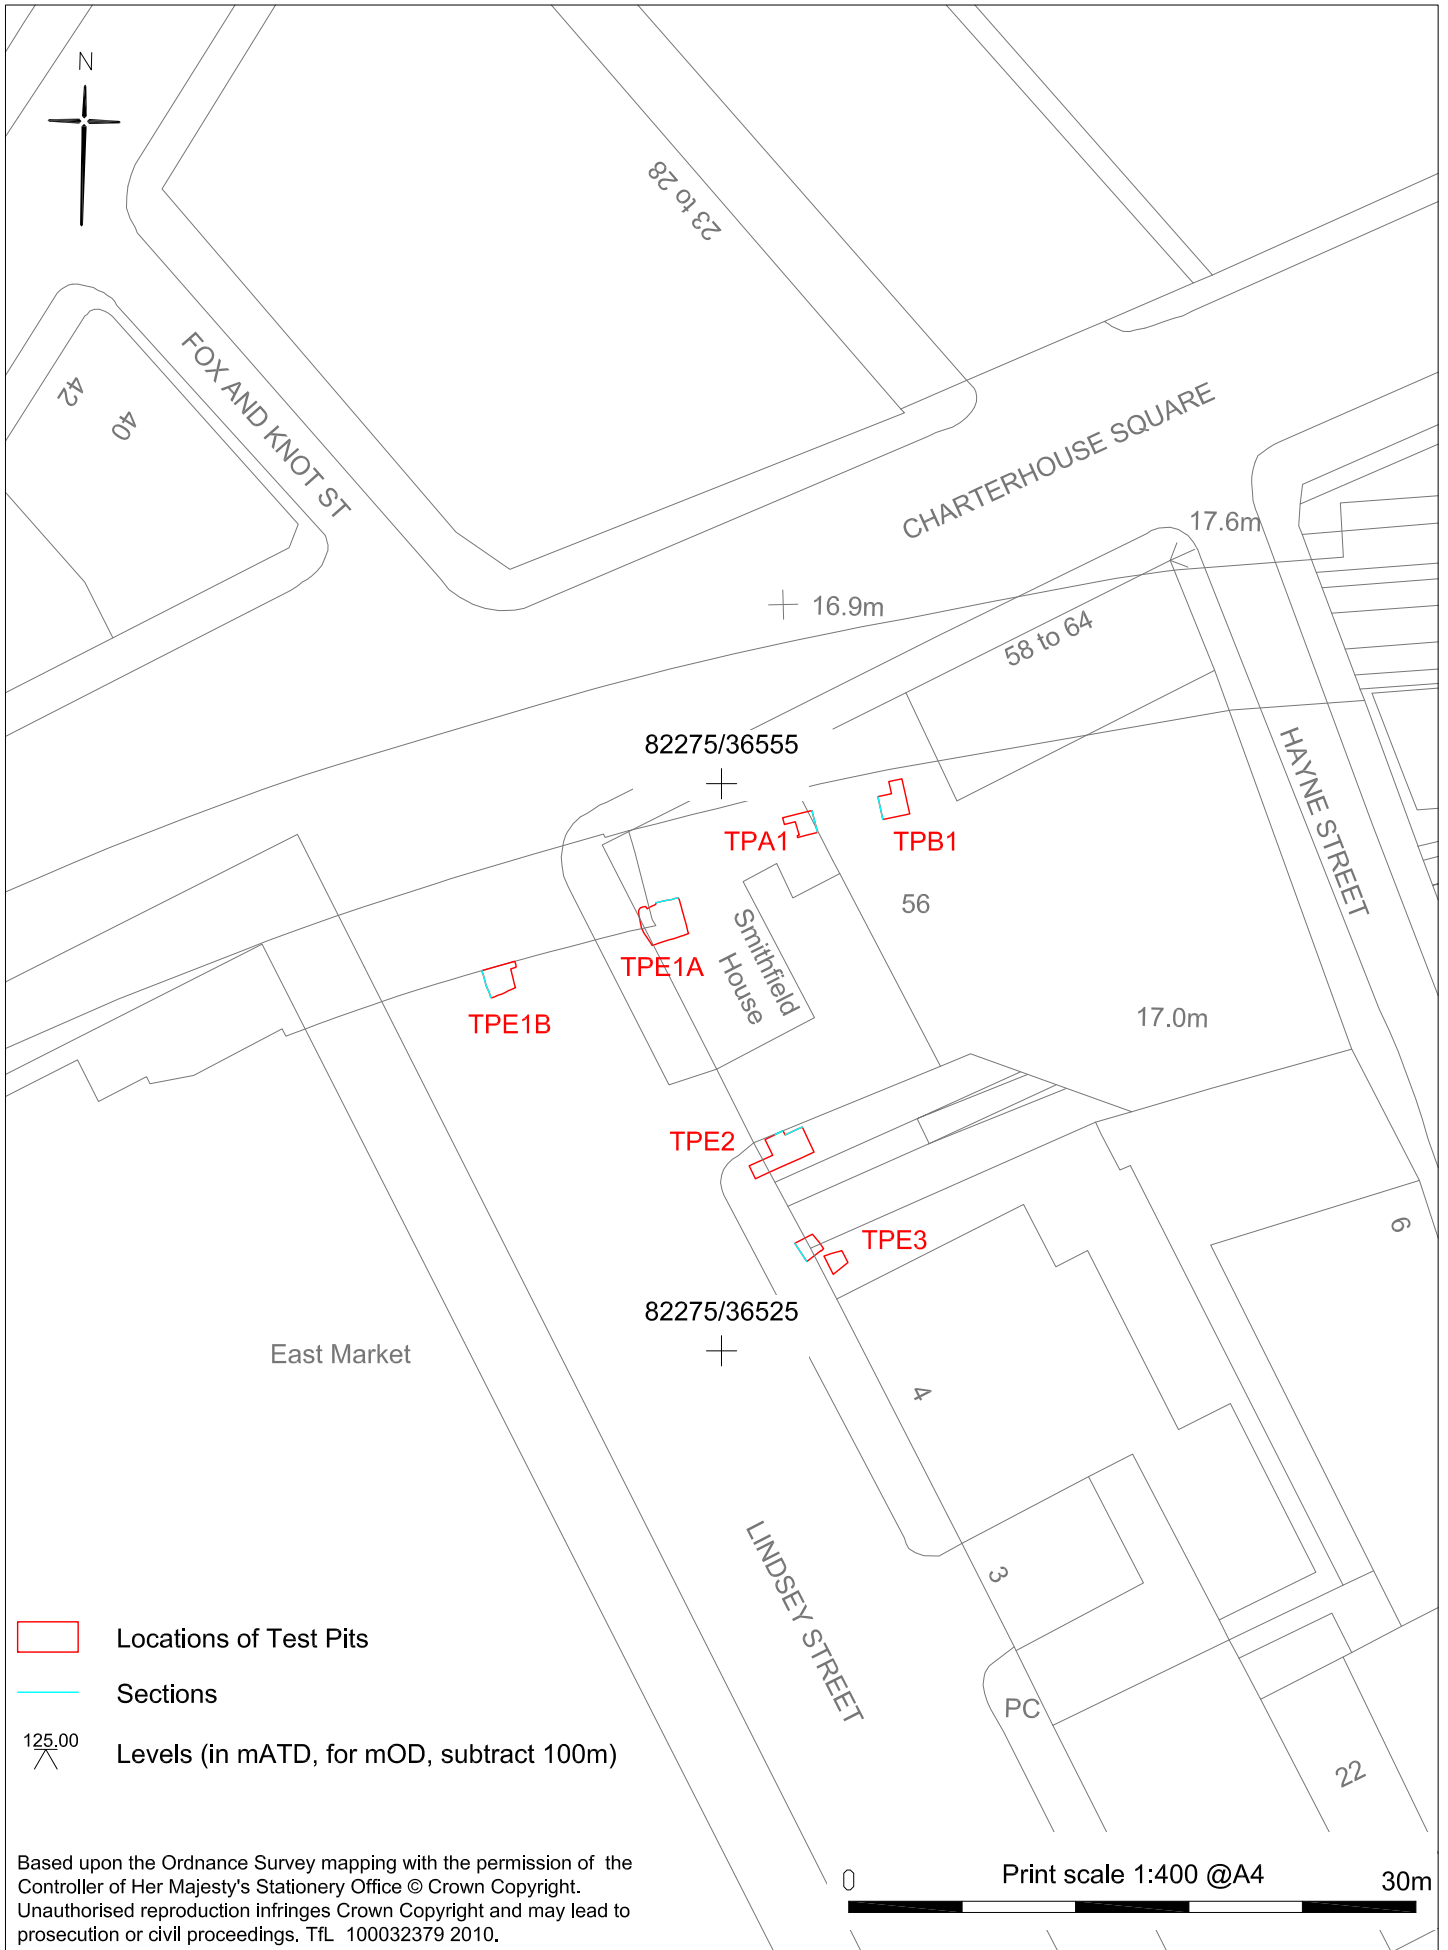 N
23 to 28
FOX AND KNOT ST
42
40
CHARTERHOUSE SQUARE
17.6m
16.9m
58 to 64
82275/36555
HAYNE STREET
TPA1
TPB1
56
Smithfield
House
TPE1A
TPE1B
17.0m
TPE2
TPE3
6
82275/36525
East Market
4
LINDSEY STREET
3
PC
22
Locations of Test Pits
Sections
125.00
Levels (in mATD, for mOD, subtract 100m)
Based upon the Ordnance Survey mapping with the permission of the
Controller of Her Majesty's Stationery Office © Crown Copyright.
Unauthorised reproduction infringes Crown Copyright and may lead to
prosecution or civil proceedings. TfL 100032379 2010.
0
Print scale 1:400 @A4
30m